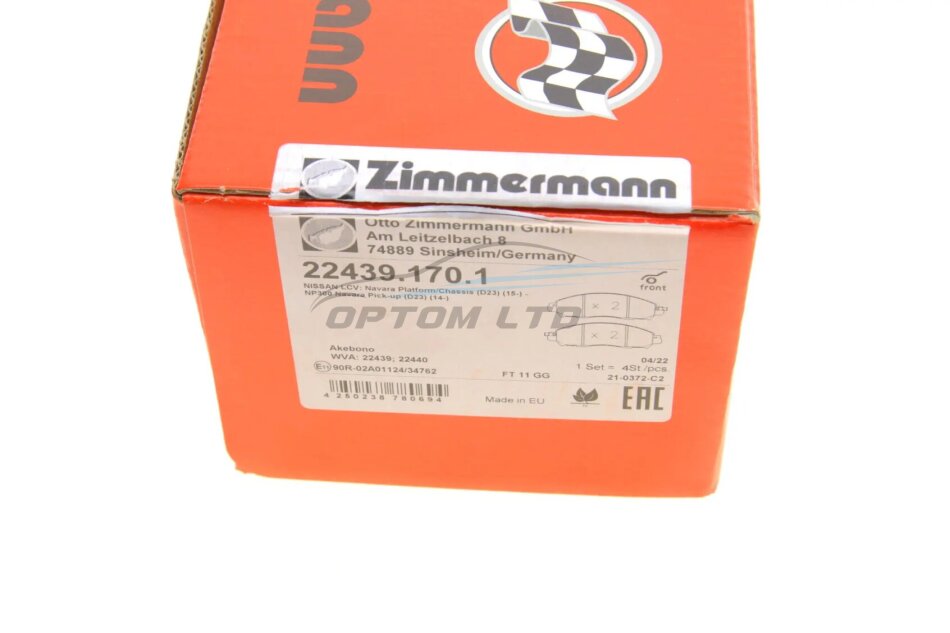 ann
Zimmermann
Otto Zimmermann GmbH
Am Leitzelbach 8
74889 Sinsheim/Germany
22439.170.1
NISSAN LCV: Navara Platform/Chassis (D23) (15-) -
NP300 Navara Pick-up (D23) (14-)
front
x 2
x 2
OPTOM LTD
Akebono
WVA: 22439; 22440
E11 90R-02A01124/34762
FT 11 GG
04/22
1 Set = 4St./pcs.
21-0372-C2
4 250238 780694
Made in EU
EAC